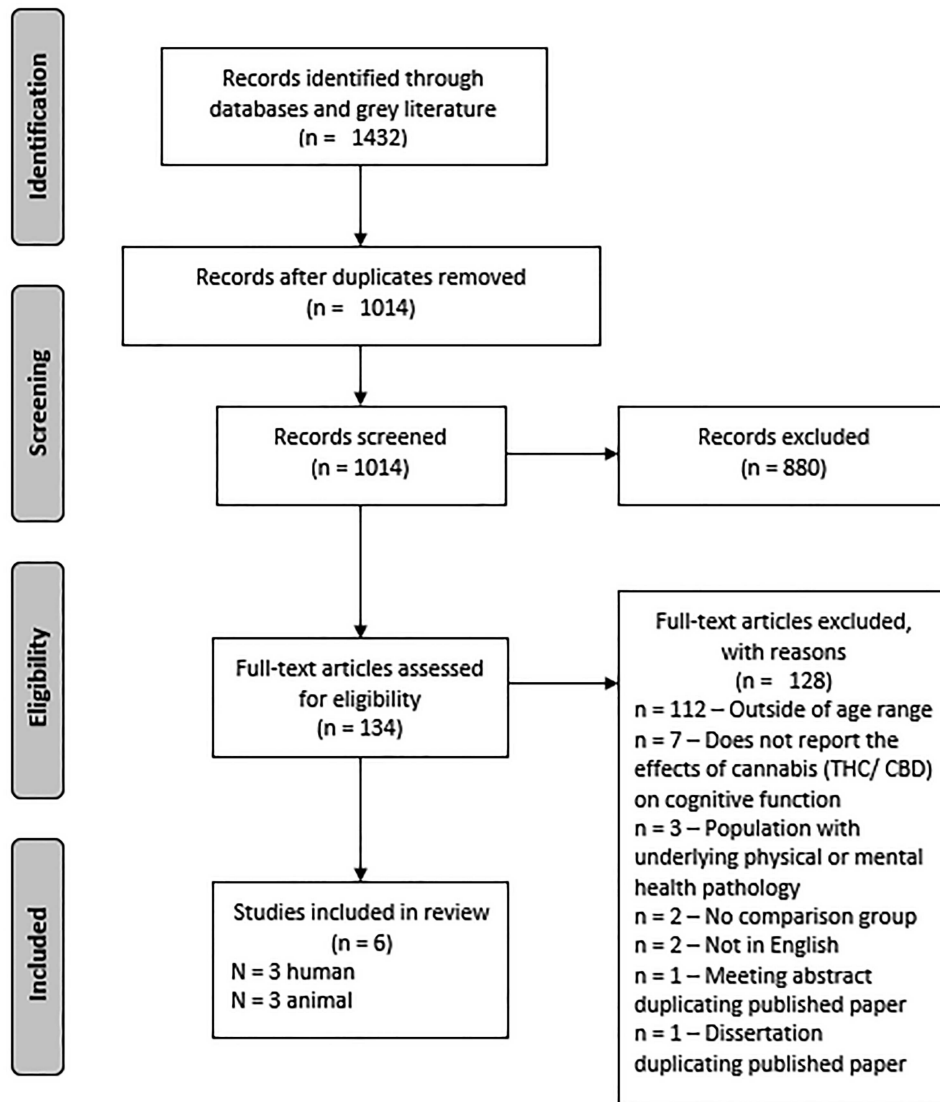 Identification
Records identified through
databases and grey literature
(n = 1432)
Records after duplicates removed
(n = 1014)
Screening
Records screened
(n = 1014)
Records excluded
(n = 880)
Eligibility
Full-text articles assessed
for eligibility
(n = 134)
Full-text articles excluded,
with reasons
(n = 128)
n = 112 – Outside of age range
n = 7 – Does not report the
effects of cannabis (THC/ CBD)
on cognitive function
n = 3 – Population with
underlying physical or mental
health pathology
n = 2 – No comparison group
n = 2 – Not in English
n = 1 – Meeting abstract
duplicating published paper
n = 1 – Dissertation
duplicating published paper
Included
Studies included in review
(n = 6)
N = 3 human
N = 3 animal